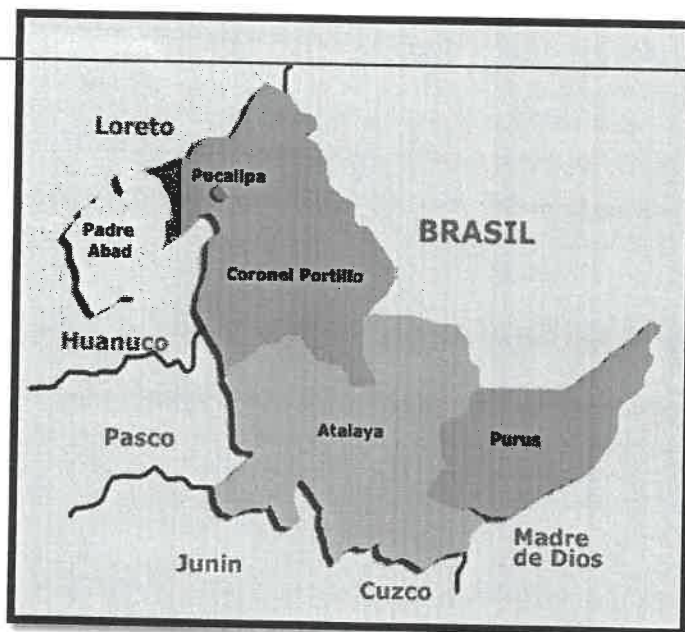 Loreto
Pucallpa
BRASIL
Padre
Abad
Coronel Portillo
Huanuco
Pasco
Atalaya
Purus
Madre
de Dios
Junin
Cuzco